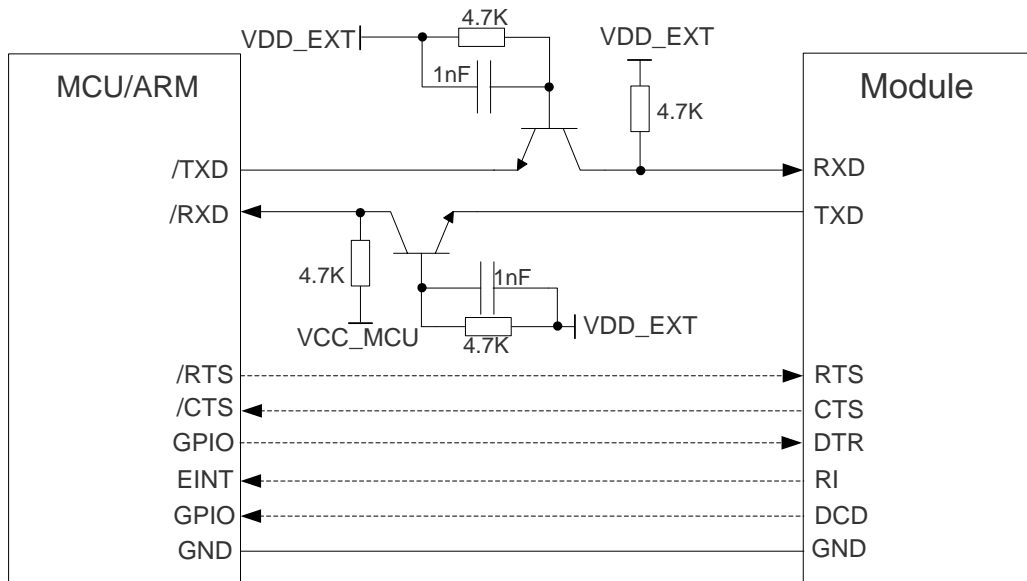 4.7K
VDD_EXT
VDD_EXT
1nF
MCU/ARM
Module
4.7K
/TXD
RXD
/RXD
TXD
4.7K
1nF
VCC_MCU
4.7K
VDD_EXT
/RTS
RTS
/CTS
CTS
GPIO
DTR
EINT
RI
GPIO
DCD
GND
GND